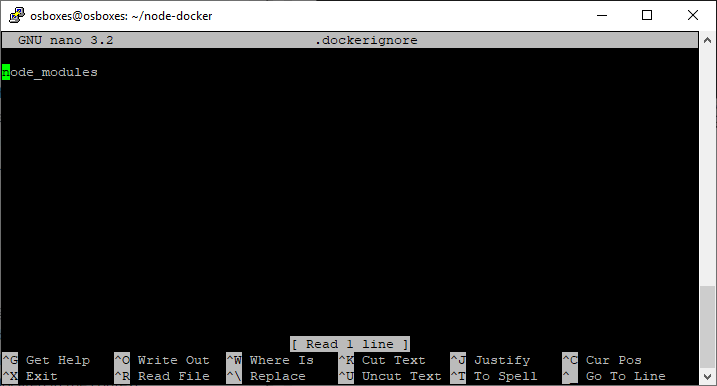 osboxes@osboxes: ~/node-docker
GNU nano 3.2 .dockerignore
node_modules
[ Read 1 line ]
^G Get Help ^O Write Out ^W Where Is ^K Cut Text ^J Justify ^C Cur Pos
^X Exit ^R Read File ^\ Replace ^U Uncut Text ^T To Spell ^_ Go To Line